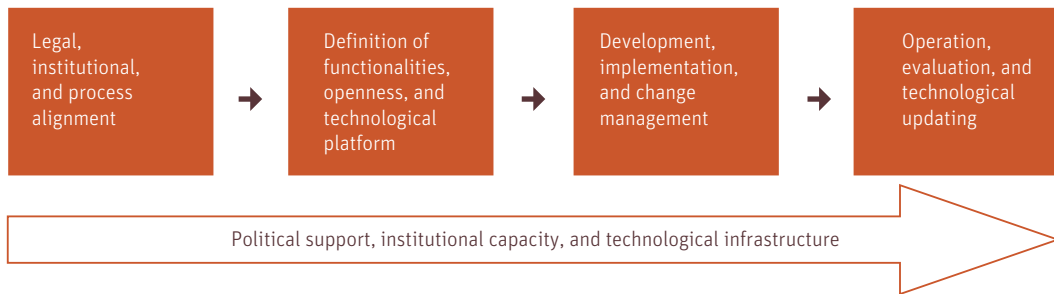 Legal,
institutional,
and process
alignment
Definition of
functionalities,
openness, and
technological
platform
Development,
implementation,
and change
management
Operation,
evaluation, and
technological
updating
Political support, institutional capacity, and technological infrastructure